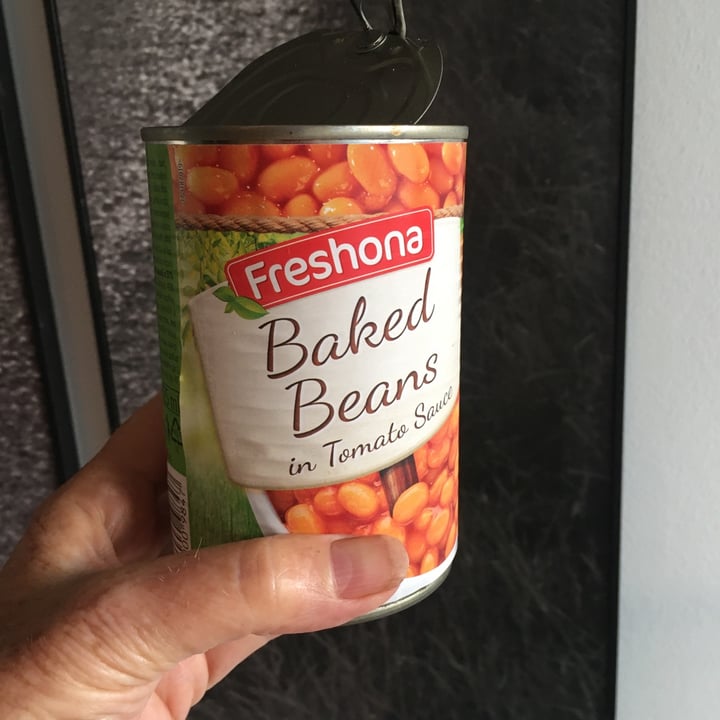 Freshona
Baked
Beans
in Tomato Sauce